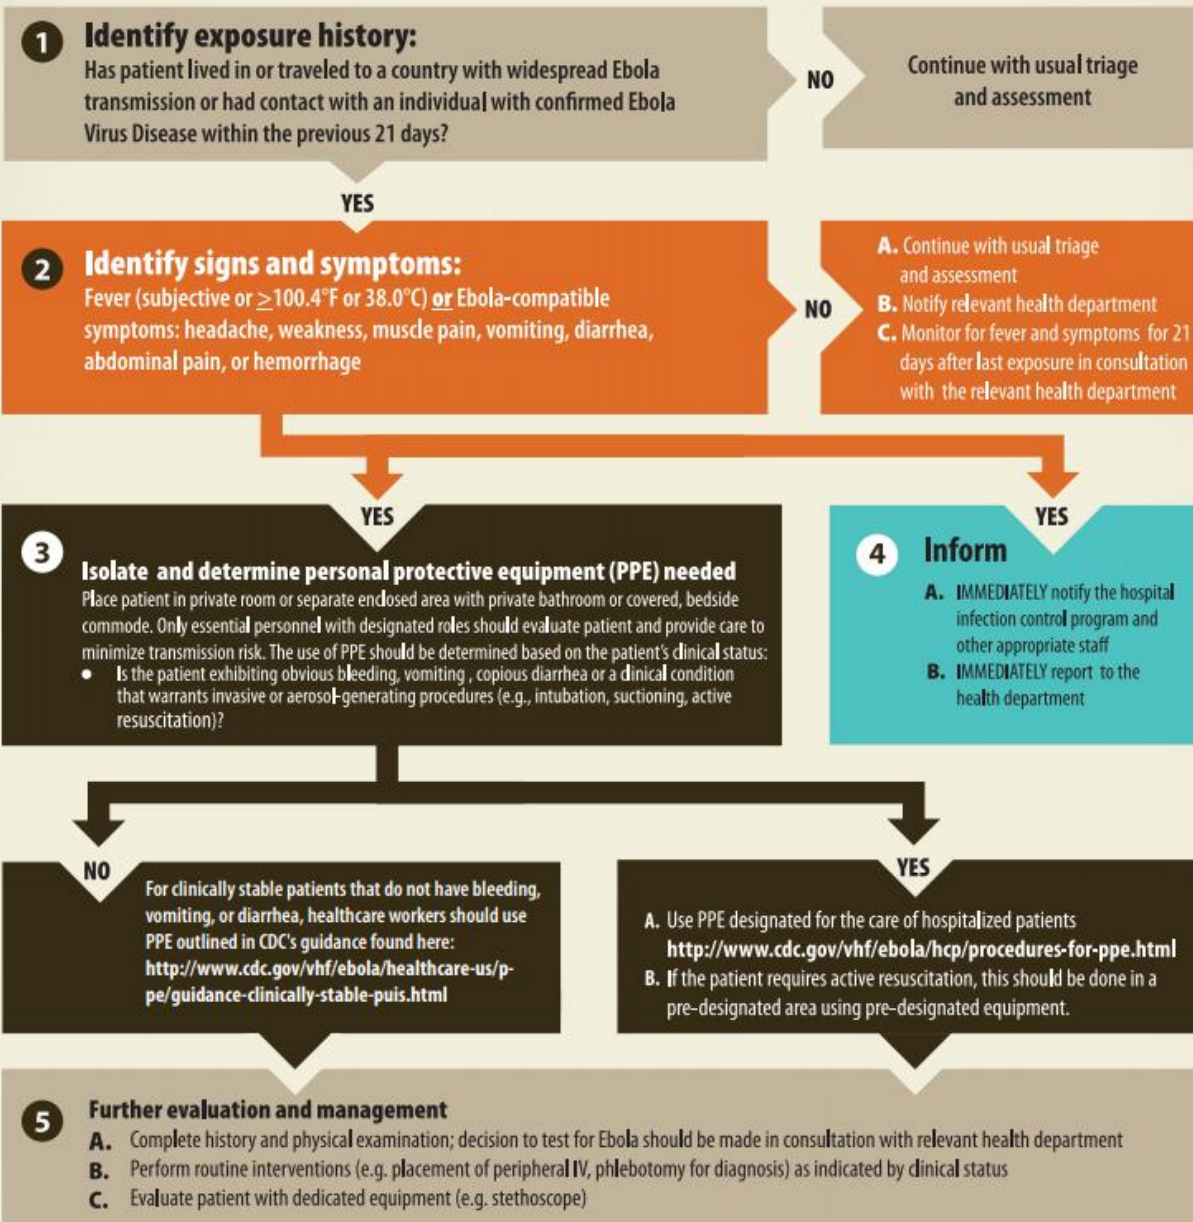 1
Identify exposure history:
Has patient lived in or traveled to a country with widespread Ebola
transmission or had contact with an individual with confirmed Ebola
Virus Disease within the previous 21 days?
NO
Continue with usual triage
and assessment
YES
2
Identify signs and symptoms:
Fever (subjective or ≥100.4°F or 38.0°C) or Ebola-compatible
symptoms: headache, weakness, muscle pain, vomiting, diarrhea,
abdominal pain, or hemorrhage
NO
A. Continue with usual triage
and assessment
B. Notify relevant health department
C. Monitor for fever and symptoms for 21
days after last exposure in consultation
with the relevant health department
YES
3
Isolate and determine personal protective equipment (PPE) needed
Place patient in private room or separate enclosed area with private bathroom or covered, bedside
commode. Only essential personnel with designated roles should evaluate patient and provide care to
minimize transmission risk. The use of PPE should be determined based on the patient's clinical status:
• Is the patient exhibiting obvious bleeding, vomiting , copious diarrhea or a clinical condition
that warrants invasive or aerosol-generating procedures (e.g., intubation, suctioning, active
resuscitation)?
YES
4
Inform
A. IMMEDIATELY notify the hospital
infection control program and
other appropriate staff
B. IMMEDIATELY report to the
health department
NO
For clinically stable patients that do not have bleeding,
vomiting, or diarrhea, healthcare workers should use
PPE outlined in CDC's guidance found here:
http://www.cdc.gov/vhf/ebola/healthcare-us/p-
pe/guidance-clinically-stable-puis.html
YES
A. Use PPE designated for the care of hospitalized patients
http://www.cdc.gov/vhf/ebola/hcp/procedures-for-ppe.html
B. If the patient requires active resuscitation, this should be done in a
pre-designated area using pre-designated equipment.
5
Further evaluation and management
A. Complete history and physical examination; decision to test for Ebola should be made in consultation with relevant health department
B. Perform routine interventions (e.g. placement of peripheral IV, phlebotomy for diagnosis) as indicated by clinical status
C. Evaluate patient with dedicated equipment (e.g. stethoscope)